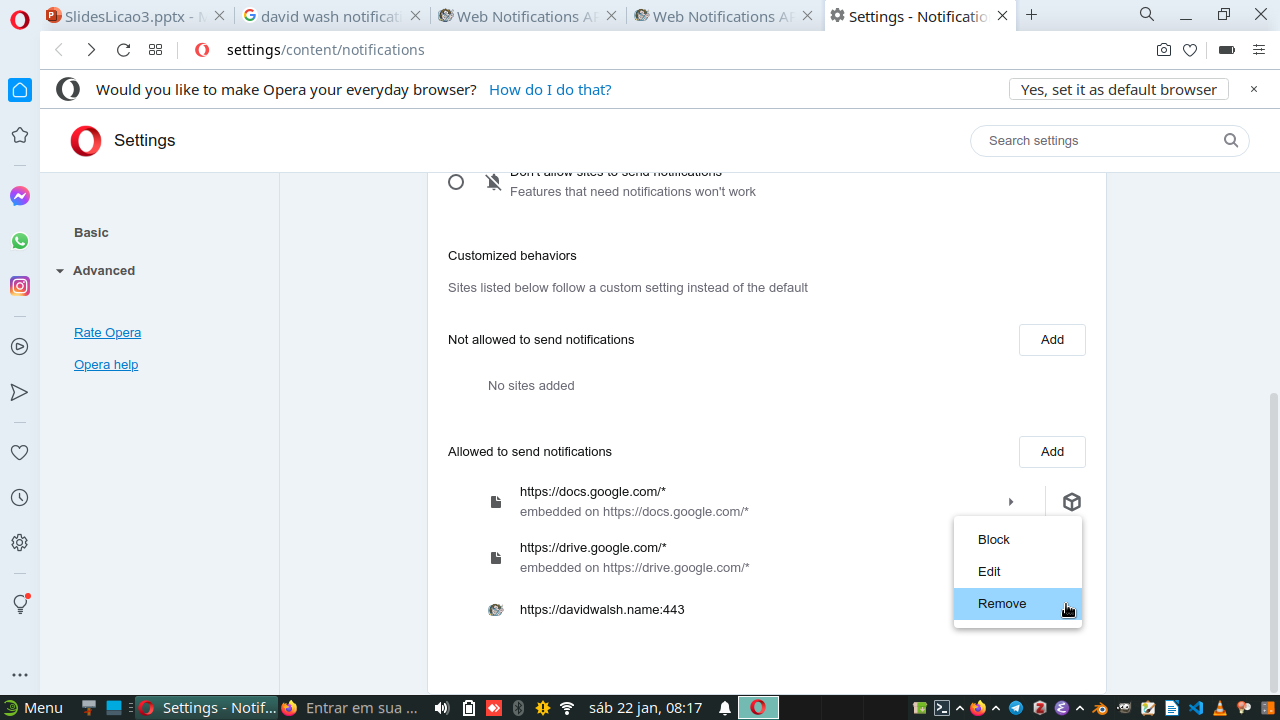 SlidesLicao3.pptx - M
david wash notificati
Web Notifications AP
Web Notifications AP
Settings - Notificatio
settings/content/notifications
Would you like to make Opera your everyday browser? How do I do that?
Yes, set it as default browser
Settings
Search settings
Don't allow sites to send notifications
Features that need notifications won't work
Basic
Advanced
Rate Opera
Opera help
Customized behaviors
Sites listed below follow a custom setting instead of the default
Not allowed to send notifications
Add
No sites added
Allowed to send notifications
Add
https://docs.google.com/*
embedded on https://docs.google.com/*
https://drive.google.com/*
embedded on https://drive.google.com/*
https://davidwalsh.name:443
Block
Edit
Remove
Menu
Settings - Notif...
Entrar em sua ...
sáb 22 jan, 08:17